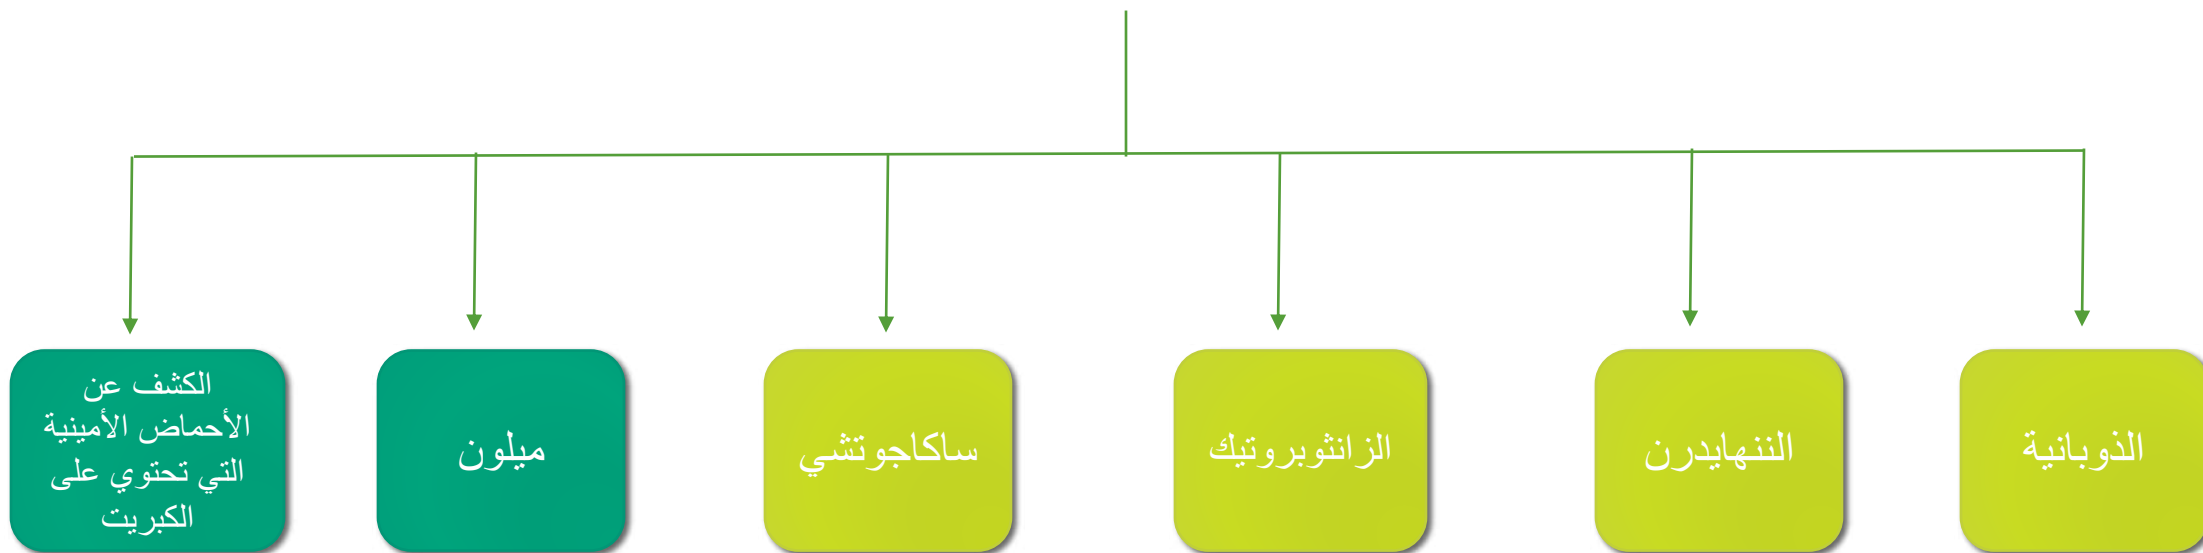 الذوبانية
الننهايدرن
الزانثوبروتيك
ساكاجوتشي
ميلون
الكشف عن
الأحماض الأمينية
التي تحتوي على
الكبريت